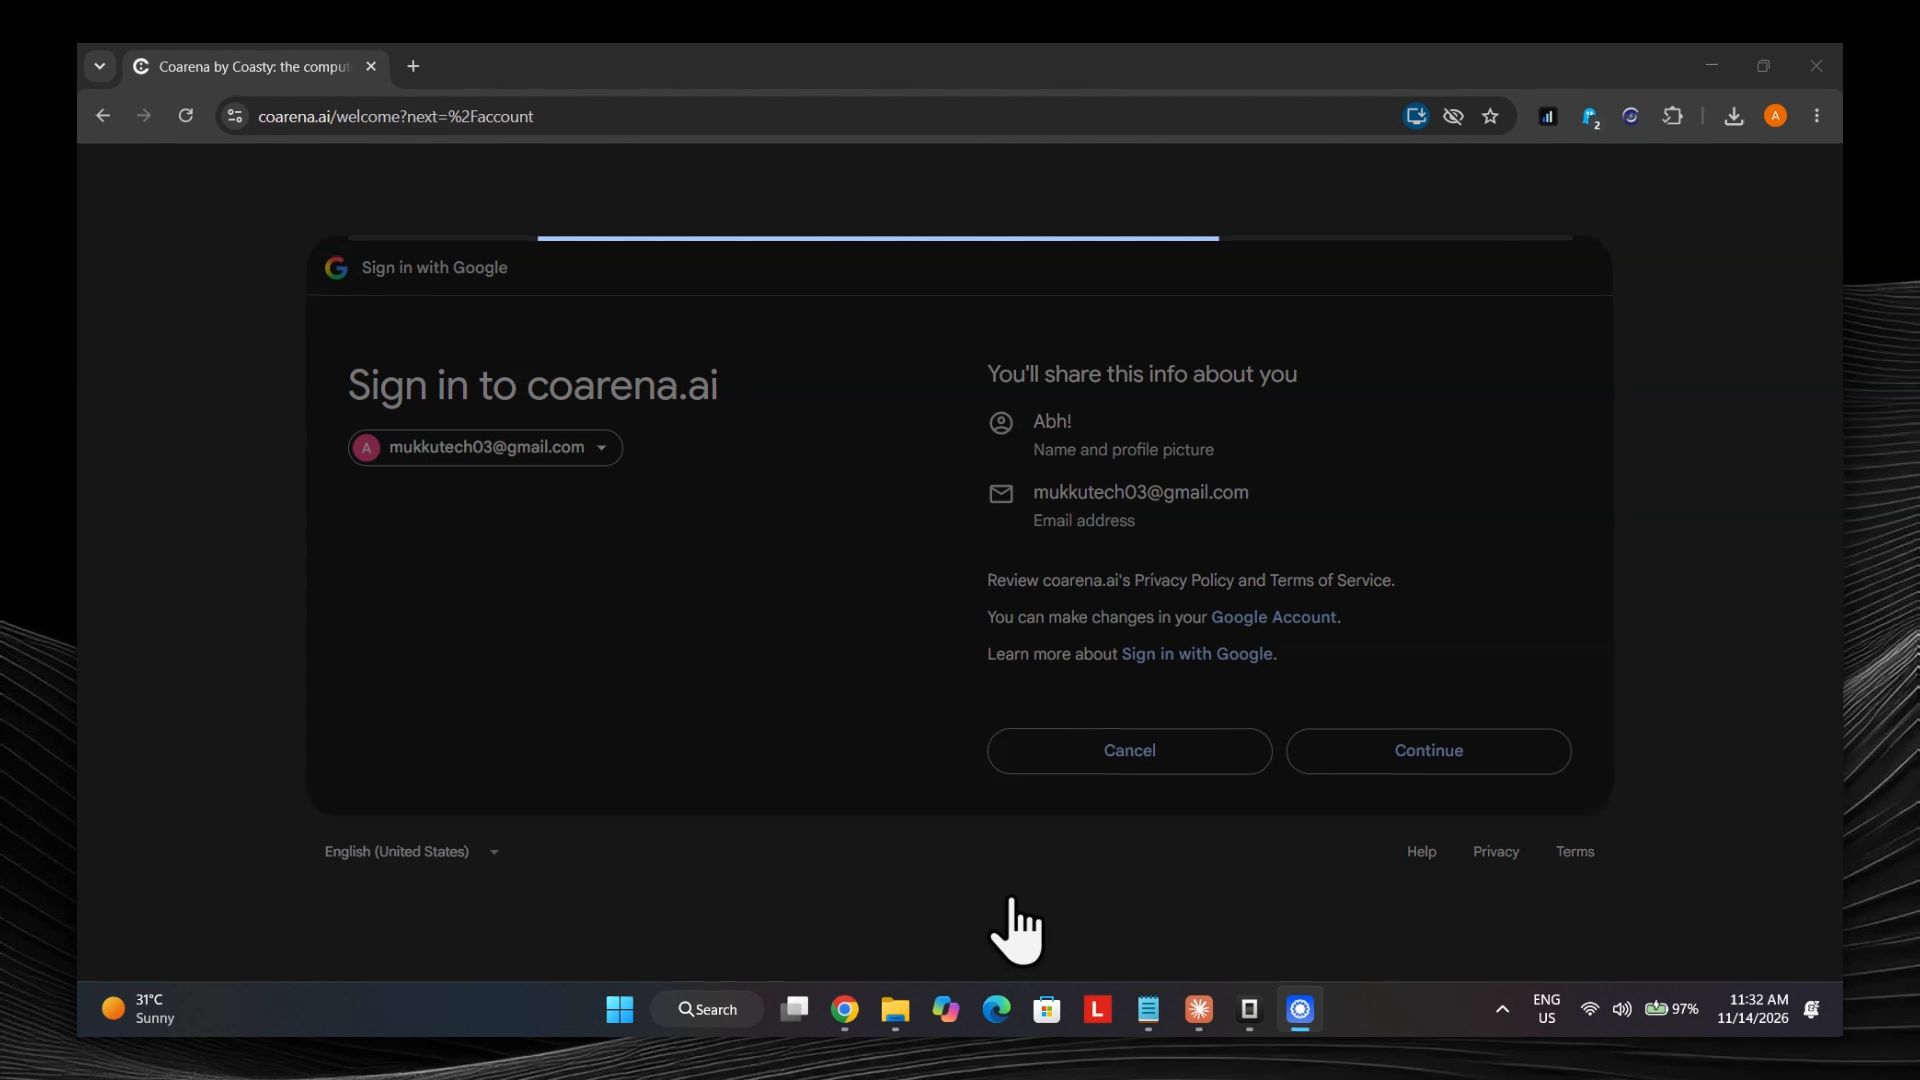 Coarena by Coasty: the comput
coarena.ai/welcome?next=%2Faccount
2
A
Sign in with Google
Sign in to coarena.ai
A
mukkutech03@gmail.com
You'll share this info about you
Abh!
Name and profile picture
mukkutech03@gmail.com
Email address
Review coarena.ai's Privacy Policy and Terms of Service.
You can make changes in your Google Account.
Learn more about Sign in with Google.
Cancel
Continue
English (United States)
Help
Privacy
Terms
31°C
Sunny
Search
L
ENG
US
97%
11:32 AM
11/14/2026